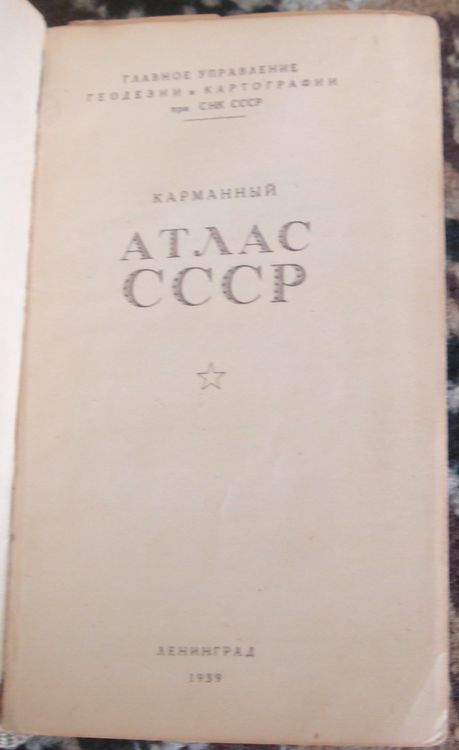 ГЛАВНОЕ УПРАВЛЕНИЕ
ГЕОДЕЗИИ и КАРТОГРАФИИ
при СНК СССР
КАРМАННЫЙ
АТЛАС
СССР
ЛЕНИНГРАД
1939